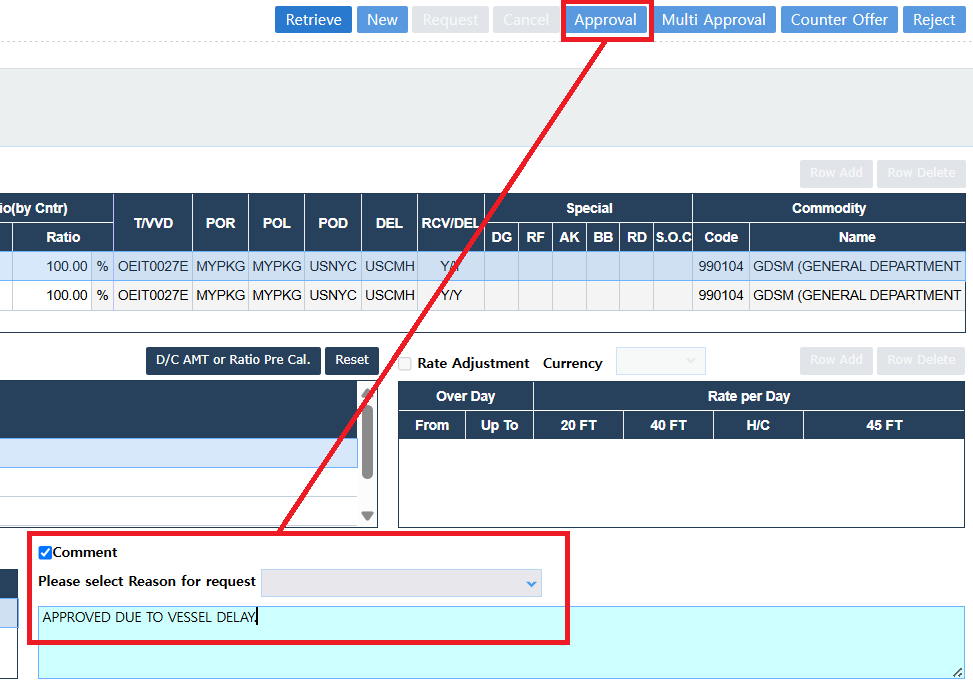 Retrieve New Request Cancel Approval Multi Approval Counter Offer Reject
Row Add Row Delete
io(by Cntr) T/VVD POR POL POD DEL RCV/DEL Special Commodity
Ratio DG RF AK BB RD S.O.C Code Name
100.00 % OEIT0027E MYPKG MYPKG USNYC USCMH Y/Y 990104 GDSM (GENERAL DEPARTMENT
100.00 % OEIT0027E MYPKG MYPKG USNYC USCMH Y/Y 990104 GDSM (GENERAL DEPARTMENT
D/C AMT or Ratio Pre Cal. Reset Rate Adjustment Currency Row Add Row Delete
Over Day Rate per Day
From Up To 20 FT 40 FT H/C 45 FT
Comment
Please select Reason for request
APPROVED DUE TO VESSEL DELAY.